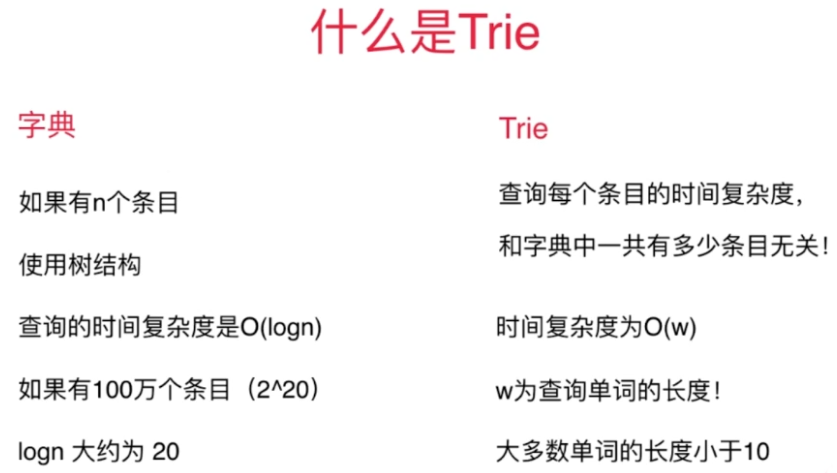 什么是Trie
字典
如果有n个条目
使用树结构
查询的时间复杂度是O(logn)
如果有100万个条目（2^20）
logn 大约为 20
Trie
查询每个条目的时间复杂度，
和字典中一共有多少条目无关！
时间复杂度为O(w)
w为查询单词的长度！
大多数单词的长度小于10